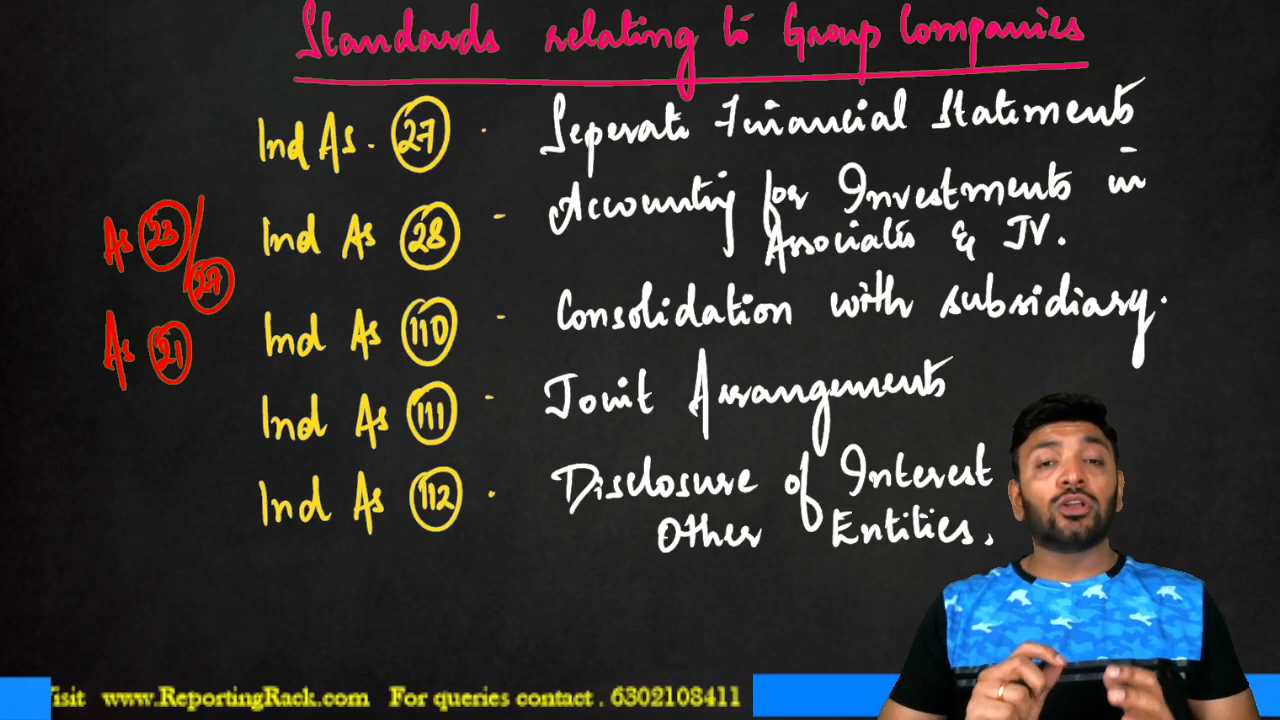 Standards relating to Group Companies
Ind As. 27 - Seperate Financial Statements
As 23/27 Ind As 28 - Accounting for Investments in
Associates & JV.
As 21 Ind As 110 - Consolidation with subsidiary.
Ind As 111 - Joint Arrangements
Ind As 112 - Disclosure of Interest
Other Entities.
isit www.ReportingRack.com For queries contact . 6302108411